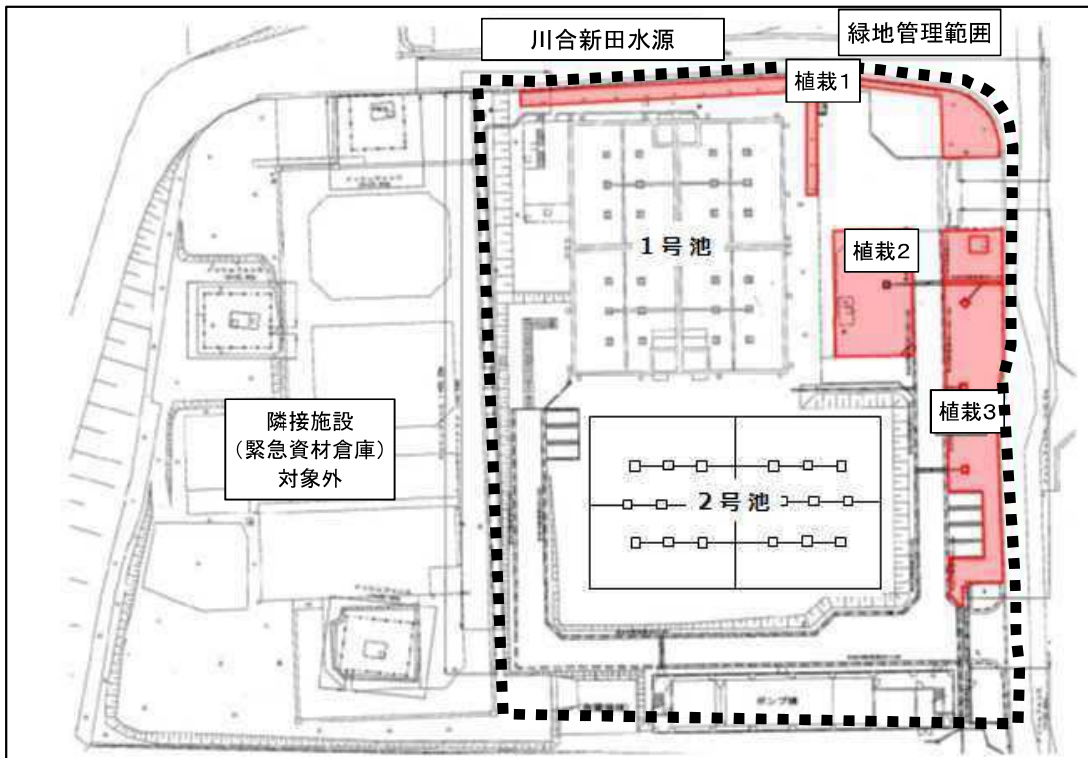 川合新田水源
緑地管理範囲
植栽1
1号池
植栽2
植栽3
隣接施設
(緊急資材倉庫)
対象外
2号池
ポンプ棟